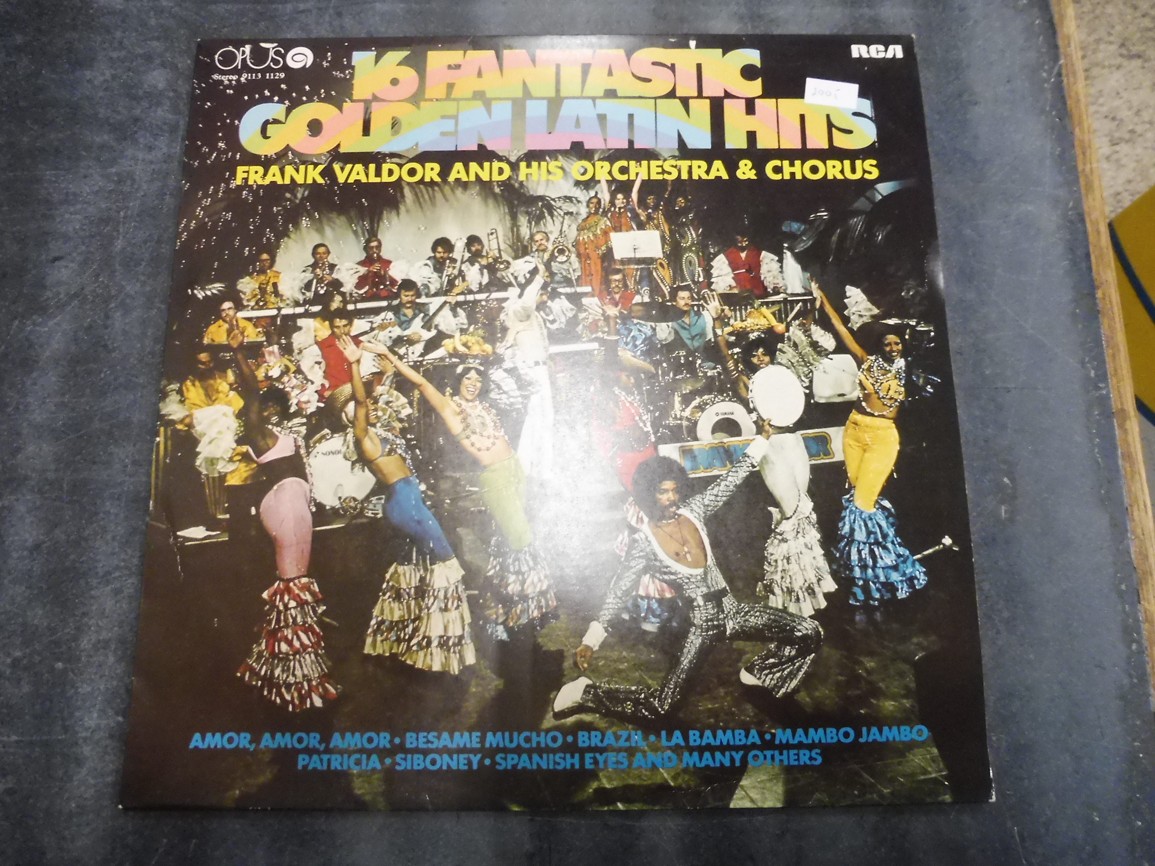 OPUS
Stereo 9113 1129
RCA
16 FANTASTIC
GOLDEN LATIN HITS
FRANK VALDOR AND HIS ORCHESTRA & CHORUS
SONOR
AMOR, AMOR, AMOR • BESAME MUCHO • BRAZIL • LA BAMBA • MAMBO JAMBO
PATRICIA • SIBONEY • SPANISH EYES AND MANY OTHERS